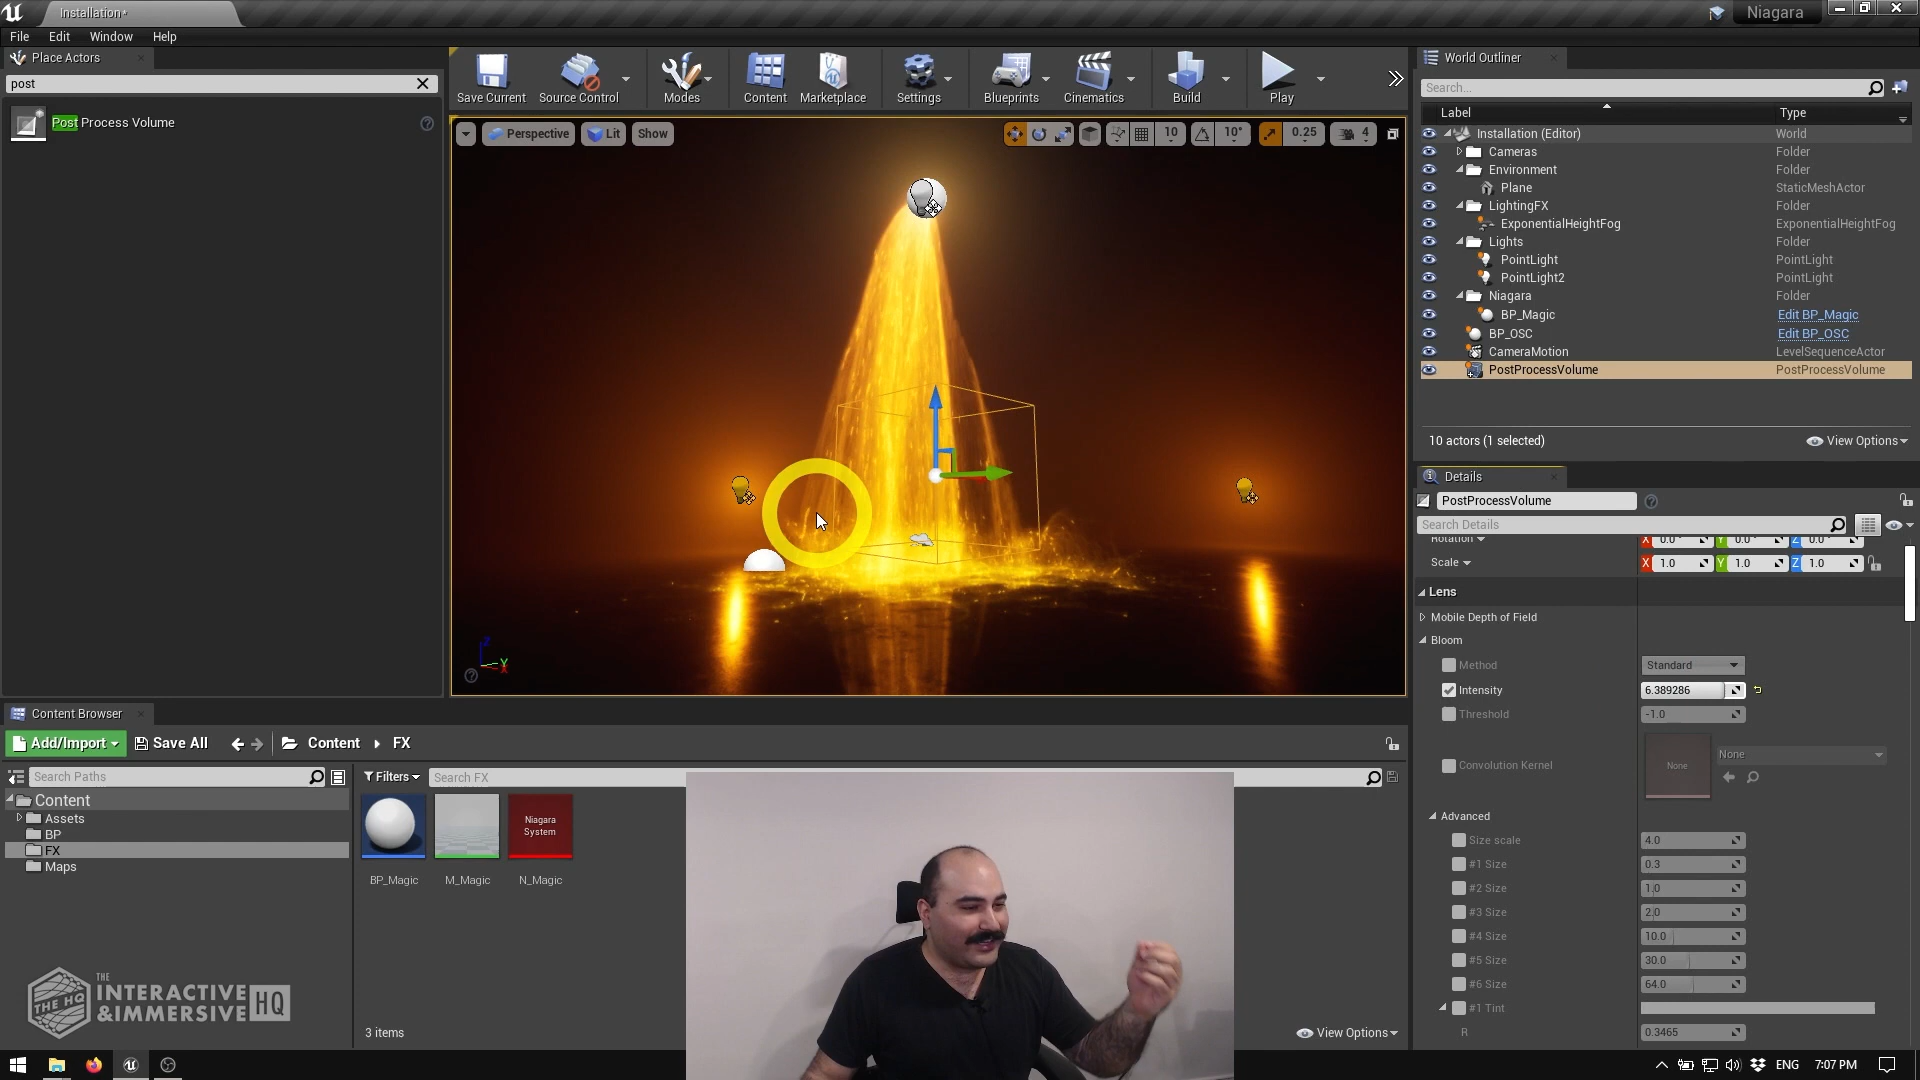 Installation*
Niagara
File Edit Window Help
Place Actors
post
Post Process Volume
Save Current
Source Control
Modes
Content
Marketplace
Settings
Blueprints
Cinematics
Build
Play
Perspective
Lit
Show
10
10°
0.25
4
World Outliner
Search...
Label Type
Installation (Editor) World
Cameras Folder
Environment Folder
Plane StaticMeshActor
LightingFX Folder
ExponentialHeightFog ExponentialHeightFog
Lights Folder
PointLight PointLight
PointLight2 PointLight
Niagara Folder
BP_Magic Edit BP_Magic
BP_OSC Edit BP_OSC
CameraMotion LevelSequenceActor
PostProcessVolume PostProcessVolume
10 actors (1 selected) View Options
Details
PostProcessVolume
Search Details
Rotation X 0.0° Y 0.0° Z 0.0°
Scale X 1.0 Y 1.0 Z 1.0
Lens
Mobile Depth of Field
Bloom
Method Standard
Intensity 6.389286
Threshold -1.0
Convolution Kernel None None
Advanced
Size scale 4.0
#1 Size 0.3
#2 Size 1.0
#3 Size 2.0
#4 Size 10.0
#5 Size 30.0
#6 Size 64.0
#1 Tint
R 0.3465
Z
Y
X
Content Browser
Add/Import Save All Content FX
Search Paths
Filters Search FX
Content
Assets
BP
FX
Maps
Niagara
System
BP_Magic M_Magic N_Magic
3 items View Options
THE HQ
THE
INTERACTIVE
&IMMERSIVE HQ
ENG 7:07 PM